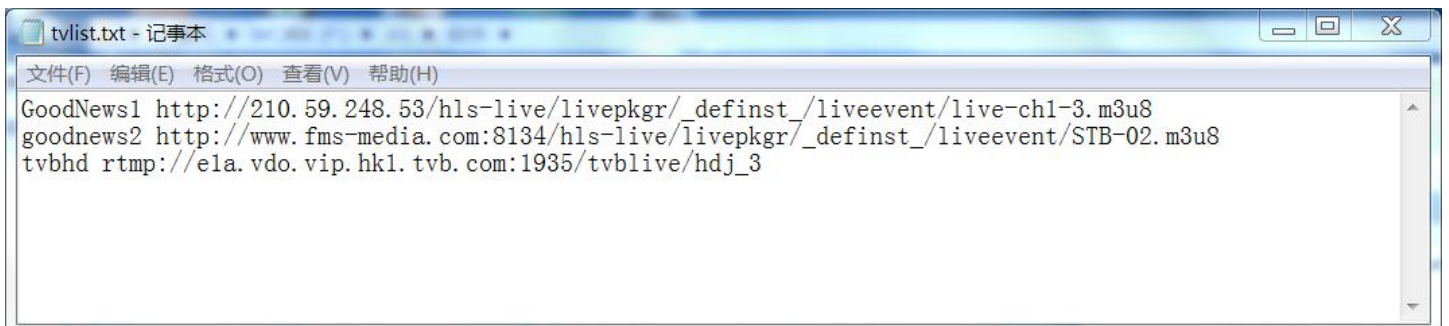 tvlist.txt - 记事本
文件(F) 编辑(E) 格式(O) 查看(V) 帮助(H)
GoodNews1 http://210.59.248.53/hls-live/livepkgr/_definst_/liveevent/live-ch1-3.m3u8
goodnews2 http://www.fms-media.com:8134/hls-live/livepkgr/_definst_/liveevent/STB-02.m3u8
tvbhd rtmp://e1a.vdo.vip.hk1.tvb.com:1935/tvblive/hdj_3